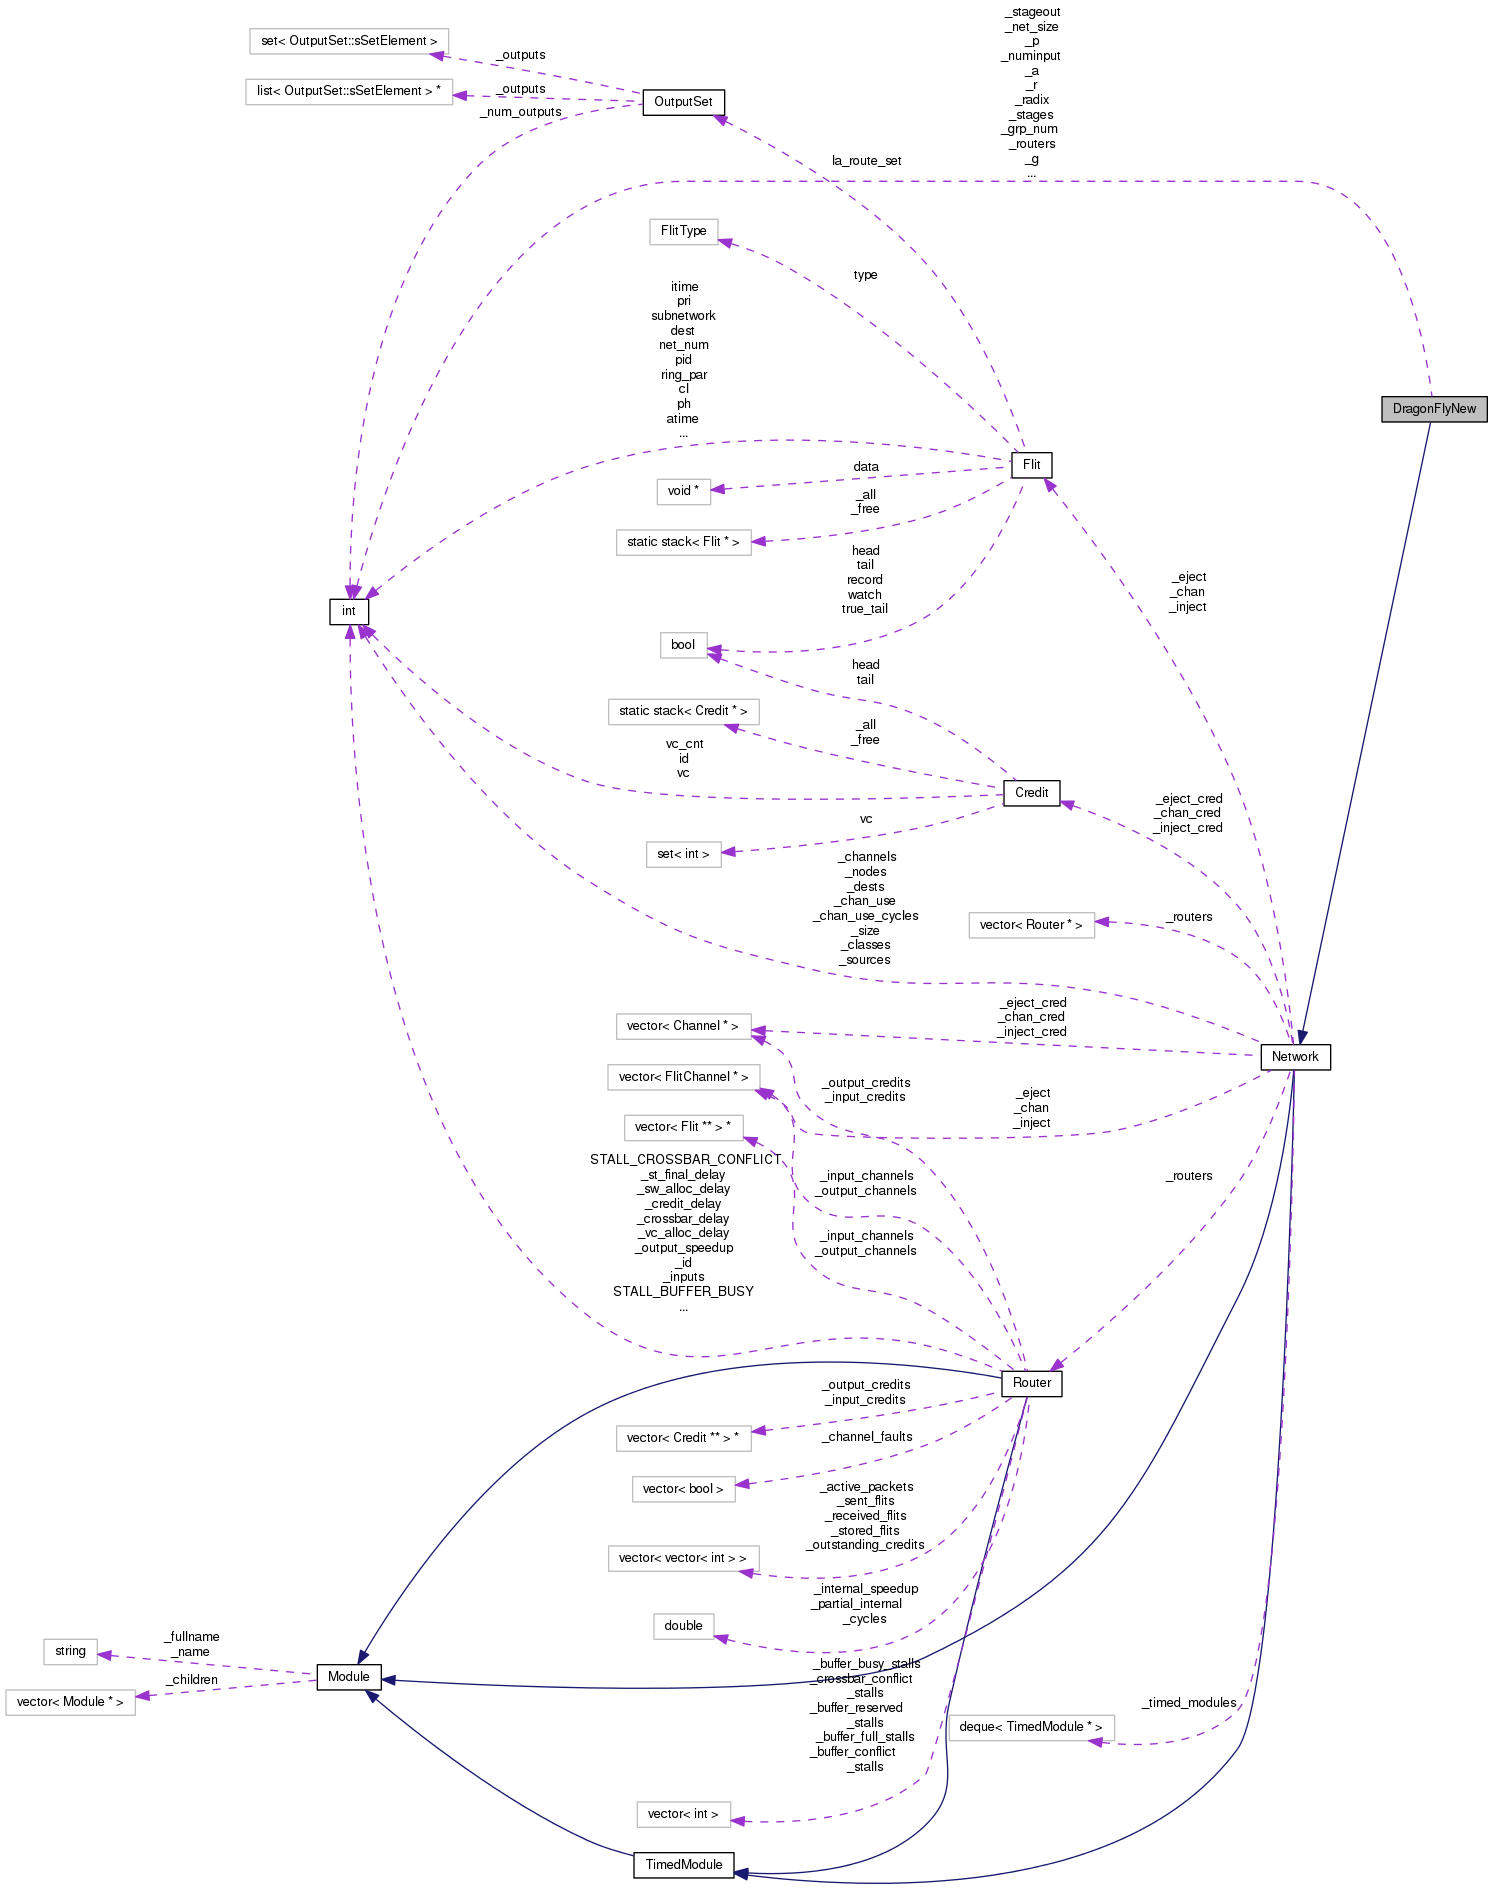 _stageout
_net_size
_p
_numinput
_a
_r
_radix
_stages
_grp_num
_routers
_g
...
set< OutputSet::sSetElement >
_outputs
list< OutputSet::sSetElement > *
_outputs
_num_outputs
OutputSet
la_route_set
FlitType
type
itime
pri
subnetwork
dest
net_num
pid
ring_par
cl
ph
atime
...
DragonFlyNew
Flit
data
void *
_all
_free
static stack< Flit * >
head
tail
record
watch
true_tail
_eject
_chan
_inject
int
bool
head
tail
static stack< Credit * >
_all
_free
vc_cnt
id
vc
Credit
_eject_cred
_chan_cred
_inject_cred
vc
set< int >
_channels
_nodes
_dests
_chan_use
_chan_use_cycles
_size
_classes
_sources
vector< Router * >
_routers
_eject_cred
_chan_cred
_inject_cred
vector< Channel * >
Network
vector< FlitChannel * >
_output_credits
_input_credits
_eject
_chan
_inject
vector< Flit ** > *
STALL_CROSSBAR_CONFLICT
_st_final_delay
_sw_alloc_delay
_credit_delay
_crossbar_delay
_vc_alloc_delay
_output_speedup
_id
_inputs
STALL_BUFFER_BUSY
...
_input_channels
_output_channels
_routers
_input_channels
_output_channels
Router
_output_credits
_input_credits
vector< Credit ** > *
_channel_faults
vector< bool >
_active_packets
_sent_flits
_received_flits
_stored_flits
_outstanding_credits
vector< vector< int > >
_internal_speedup
_partial_internal
_cycles
double
string
_fullname
_name
Module
_children
vector< Module * >
_buffer_busy_stalls
_crossbar_conflict
_stalls
_buffer_reserved
_stalls
_buffer_full_stalls
_buffer_conflict
_stalls
_timed_modules
deque< TimedModule * >
vector< int >
TimedModule